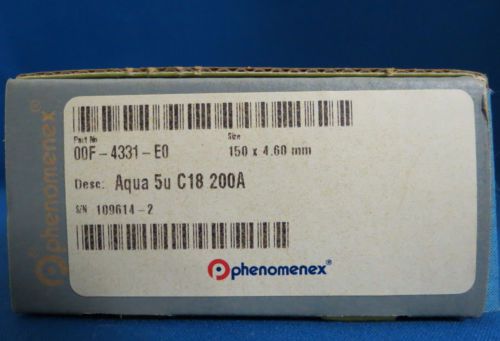 Part No Size
00F-4331-E0 150 x 4.60 mm
Desc: Aqua 5u C18 200A
S/N 109614-2
phenomenex®
phenomenex®